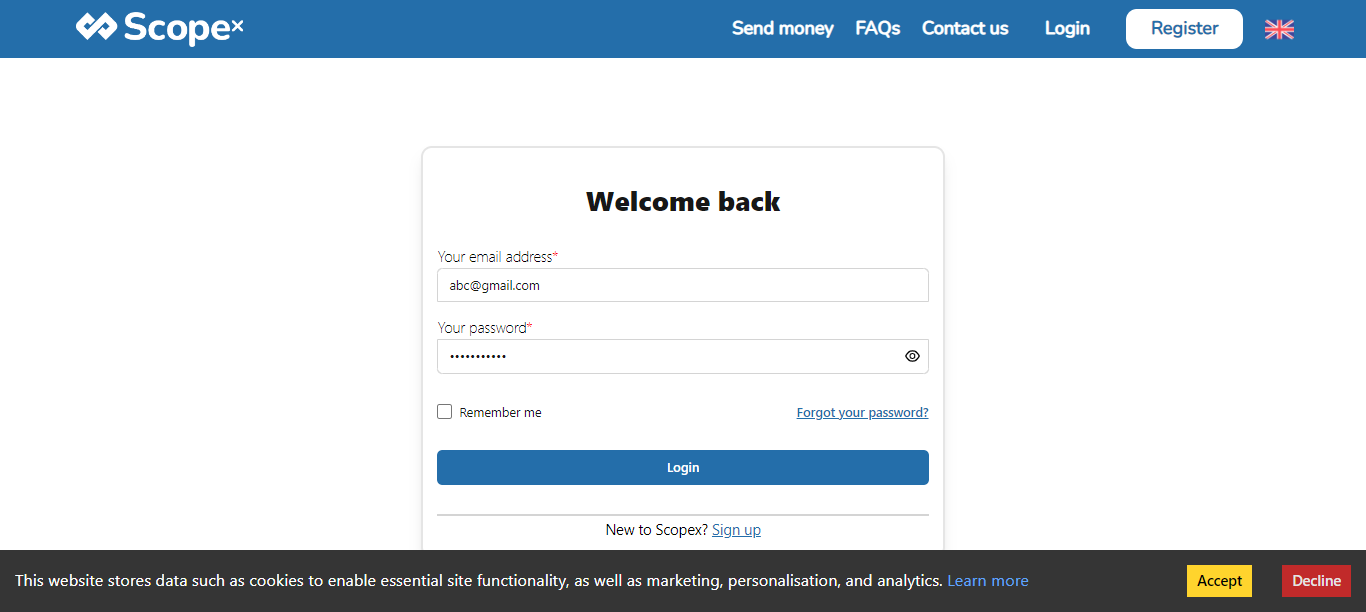 Scopex Send money FAQs Contact us Login Register
Welcome back
Your email address*
abc@gmail.com
Your password*
•••••••••••
Remember me Forgot your password?
Login
New to Scopex? Sign up
This website stores data such as cookies to enable essential site functionality, as well as marketing, personalisation, and analytics. Learn more Accept Decline